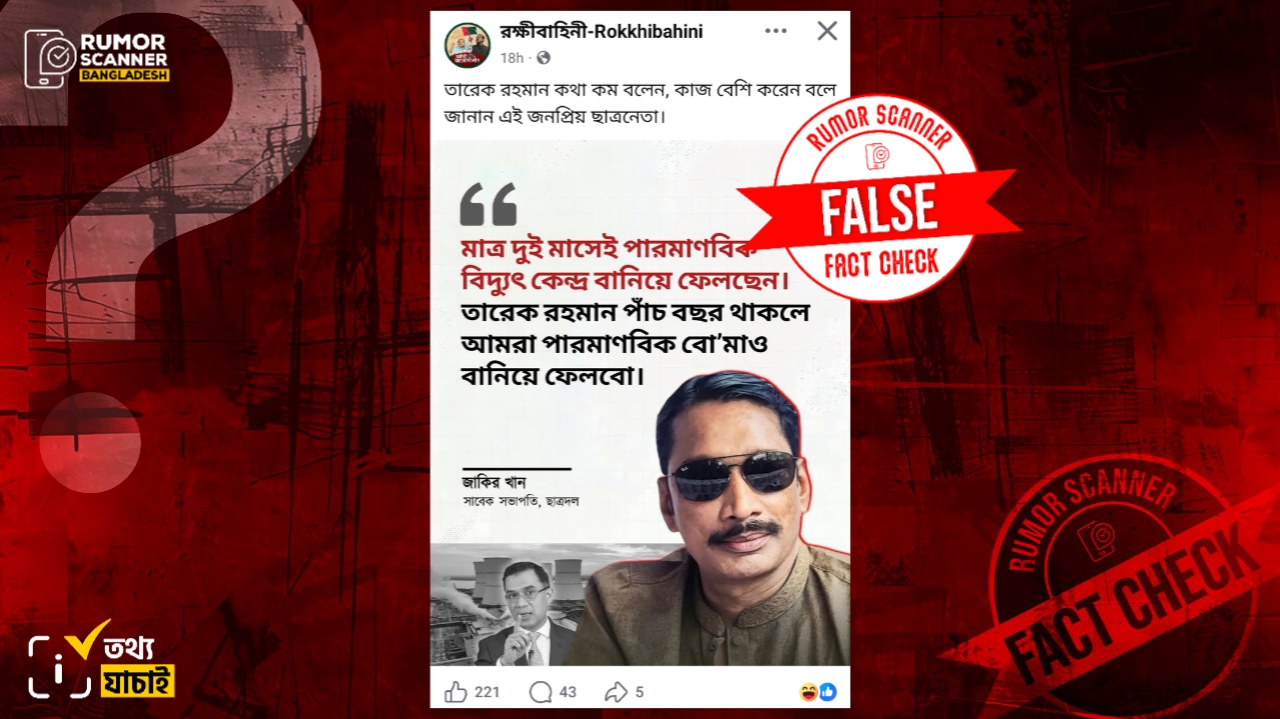 RUMOR
SCANNER
BANGLADESH
রক্ষীবাহিনী-Rokkhibahini
18h
তারেক রহমান কথা কম বলেন, কাজ বেশি করেন বলে
জানান এই জনপ্রিয় ছাত্রনেতা।
RUMOR SCANNER
FALSE
FACT CHECK
মাত্র দুই মাসেই পারমাণবিক
বিদ্যুৎ কেন্দ্র বানিয়ে ফেলছেন।
তারেক রহমান পাঁচ বছর থাকলে
আমরা পারমাণবিক বো'মাও
বানিয়ে ফেলবো।
জাকির খান
সাবেক সভাপতি, ছাত্রদল
221 43 5
RUMOR SCANNER
FACT CHECK
তথ্য
যাচাই